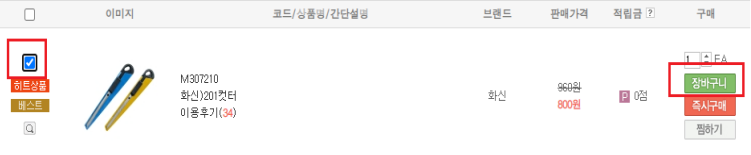 이미지 코드/상품명/간단설명 브랜드 판매가격 적립금 ? 구매
히트상품
베스트
M307210
화신)201컷터
이용후기(34)
화신
960원
800원
P 0점
1 EA
장바구니
즉시구매
찜하기